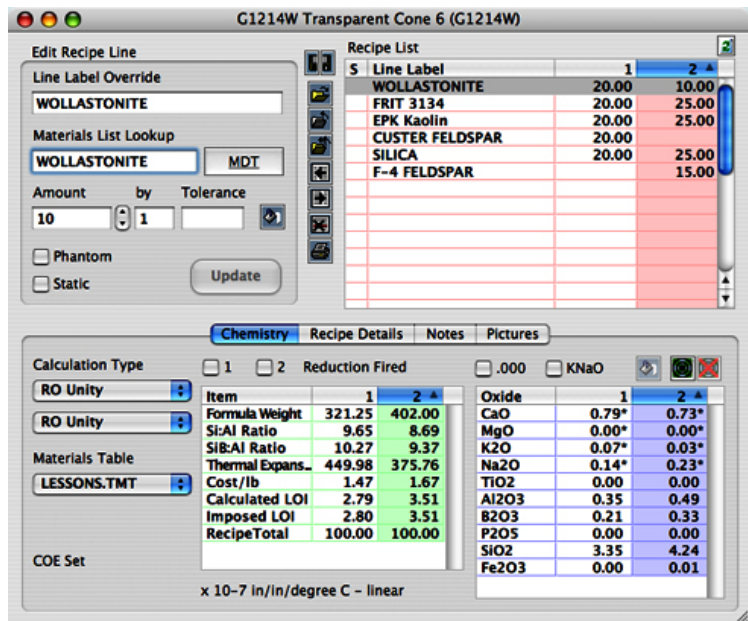 G1214W Transparent Cone 6 (G1214W)
Edit Recipe Line
Line Label Override
WOLLASTONITE
Materials List Lookup
WOLLASTONITE MDT
Amount by Tolerance
10 1
Phantom
Static
Update
Recipe List 2
S Line Label 1 2
WOLLASTONITE 20.00 10.00
FRIT 3134 20.00 25.00
EPK Kaolin 20.00 25.00
CUSTER FELDSPAR 20.00
SILICA 20.00 25.00
F-4 FELDSPAR 15.00
Chemistry Recipe Details Notes Pictures
Calculation Type
RO Unity
RO Unity
Materials Table
LESSONS.TMT
COE Set
1 2 Reduction Fired
Item 1 2
Formula Weight 321.25 402.00
Si:Al Ratio 9.65 8.69
SiB:Al Ratio 10.27 9.37
Thermal Expans... 449.98 375.76
Cost/lb 1.47 1.67
Calculated LOI 2.79 3.51
Imposed LOI 2.80 3.51
RecipeTotal 100.00 100.00
x 10-7 in/in/degree C - linear
.000 KNaO
Oxide 1 2
CaO 0.79* 0.73*
MgO 0.00* 0.00*
K2O 0.07* 0.03*
Na2O 0.14* 0.23*
TiO2 0.00 0.00
Al2O3 0.35 0.49
B2O3 0.21 0.33
P2O5 0.00 0.00
SiO2 3.35 4.24
Fe2O3 0.00 0.01